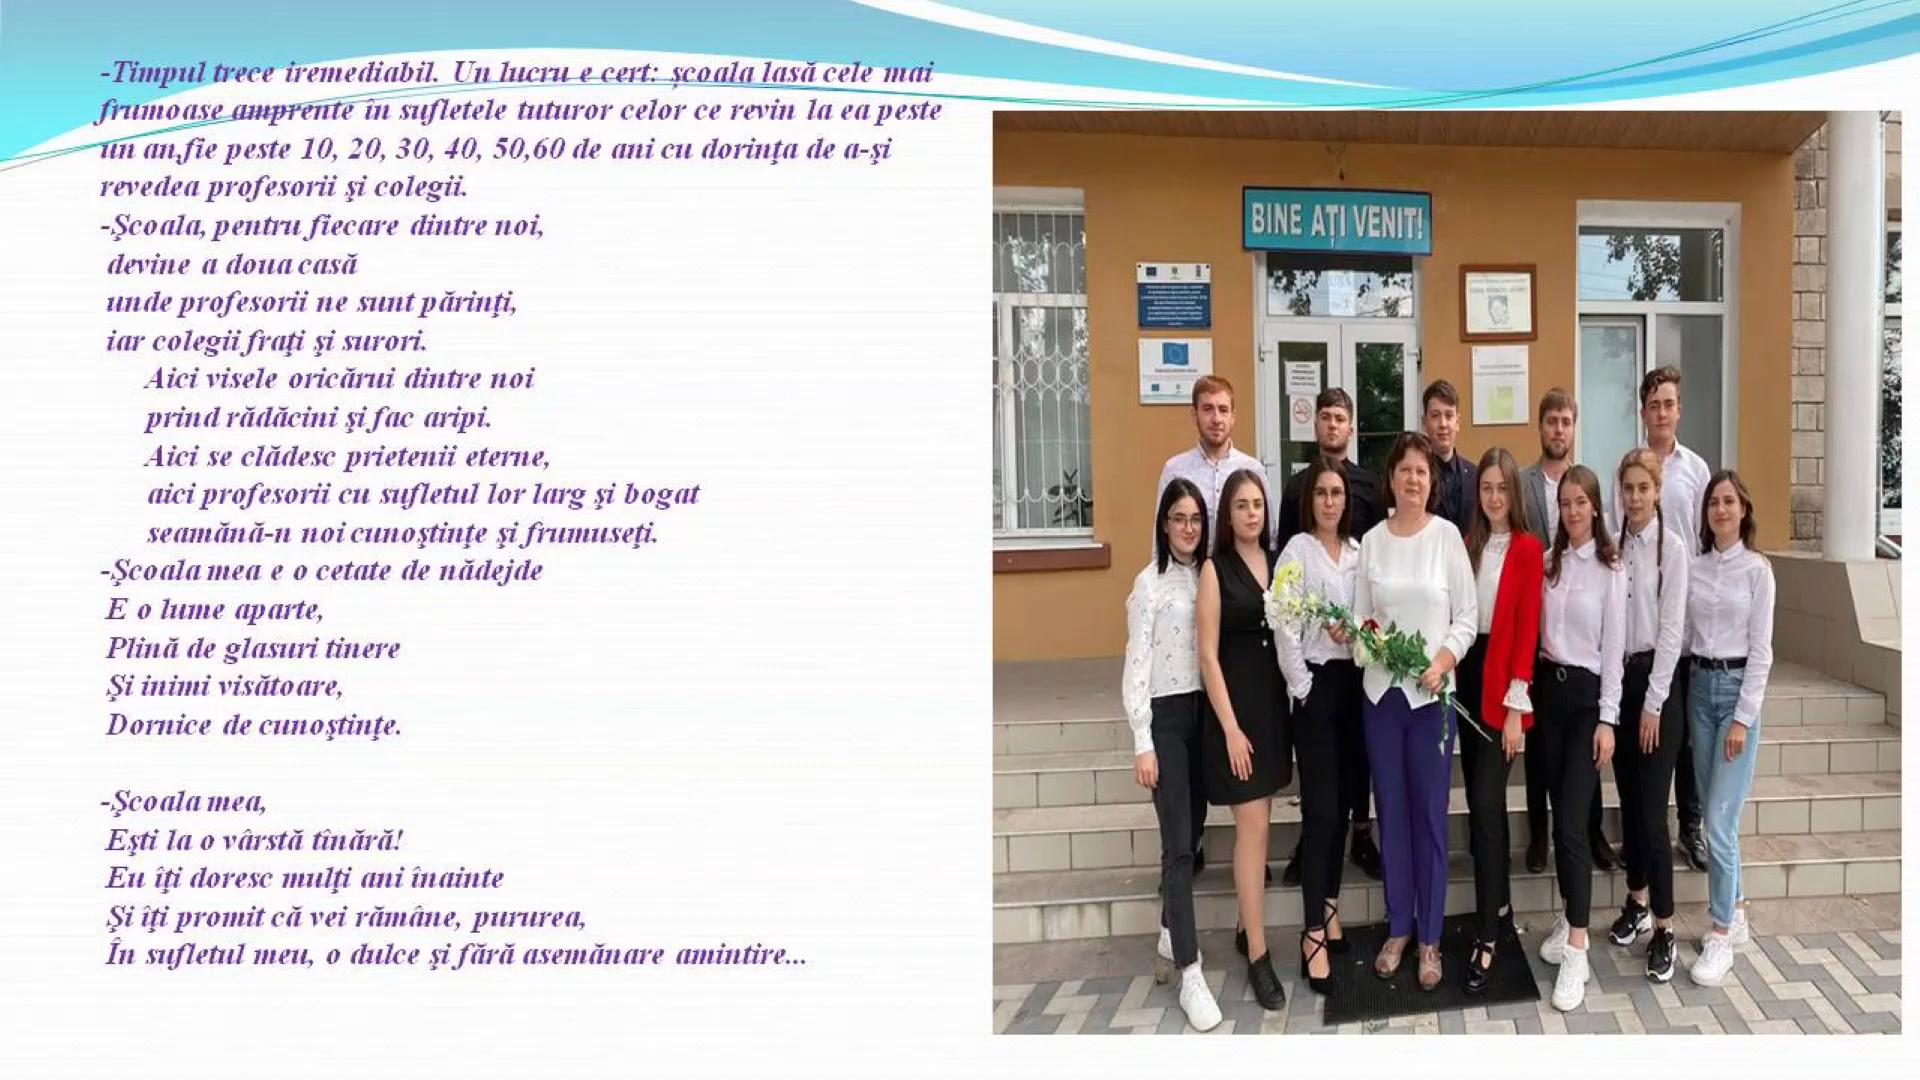 -Timpul trece iremediabil. Un lucru e cert: școala lasă cele mai
frumoase amprente în sufletele tuturor celor ce revin la ea peste
un an,fie peste 10, 20, 30, 40, 50,60 de ani cu dorinţa de a-şi
revedea profesorii şi colegii.
-Şcoala, pentru fiecare dintre noi,
devine a doua casă
unde profesorii ne sunt părinţi,
iar colegii fraţi şi surori.
Aici visele oricărui dintre noi
prind rădăcini şi fac aripi.
Aici se clădesc prietenii eterne,
aici profesorii cu sufletul lor larg şi bogat
seamănă-n noi cunoştinţe şi frumuseţi.
-Şcoala mea e o cetate de nădejde
E o lume aparte,
Plină de glasuri tinere
Şi inimi visătoare,
Dornice de cunoştinţe.
-Şcoala mea,
Eşti la o vârstă tînără!
Eu îţi doresc mulţi ani înainte
Şi îţi promit că vei rămâne, pururea,
În sufletul meu, o dulce şi fără asemănare amintire...
BINE AȚI VENIT!